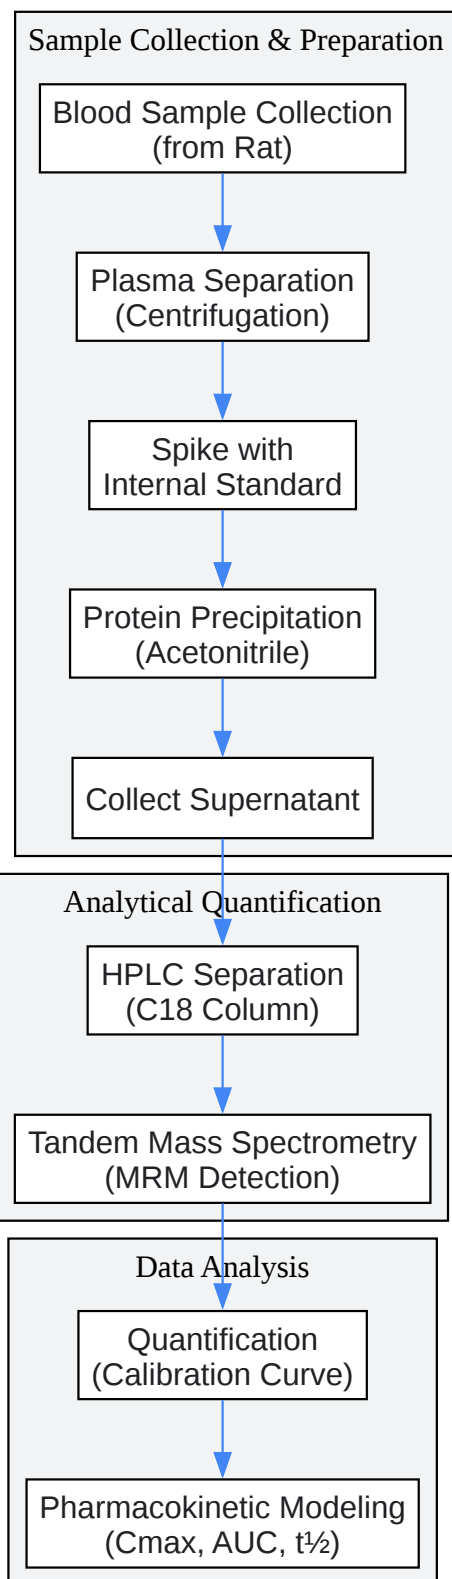 Sample Collection & Preparation
Blood Sample Collection
(from Rat)
Plasma Separation
(Centrifugation)
Spike with
Internal Standard
Protein Precipitation
(Acetonitrile)
Collect Supernatant
Analytical Quantification
HPLC Separation
(C18 Column)
Tandem Mass Spectrometry
(MRM Detection)
Data Analysis
Quantification
(Calibration Curve)
Pharmacokinetic Modeling
(Cmax, AUC, t½)